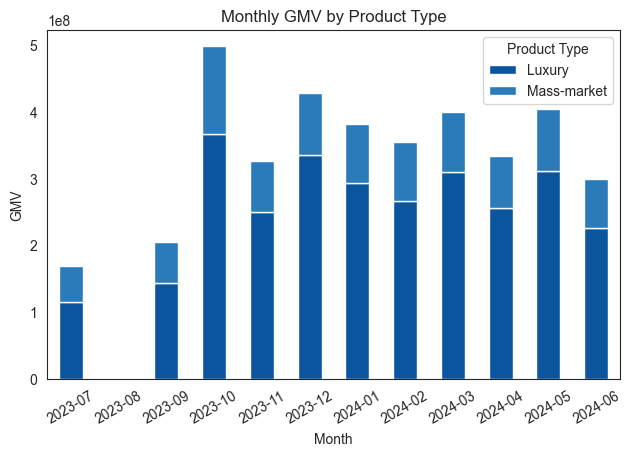 Monthly GMV by Product Type
1e8
Product Type
Luxury
Mass-market
5
4
3
2
1
0
GMV
2023-07
2023-08
2023-09
2023-10
2023-11
2023-12
2024-01
2024-02
2024-03
2024-04
2024-05
2024-06
Month